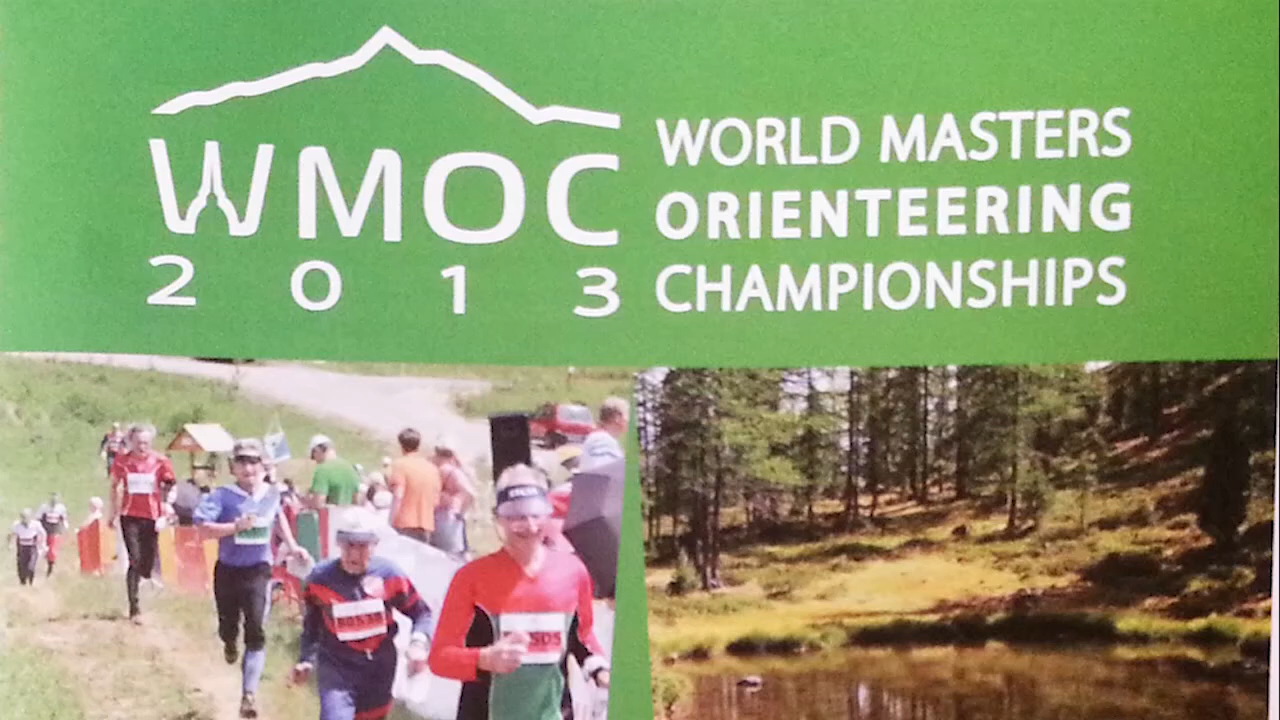 WMOC
2013
WORLD MASTERS
ORIENTEERING
CHAMPIONSHIPS